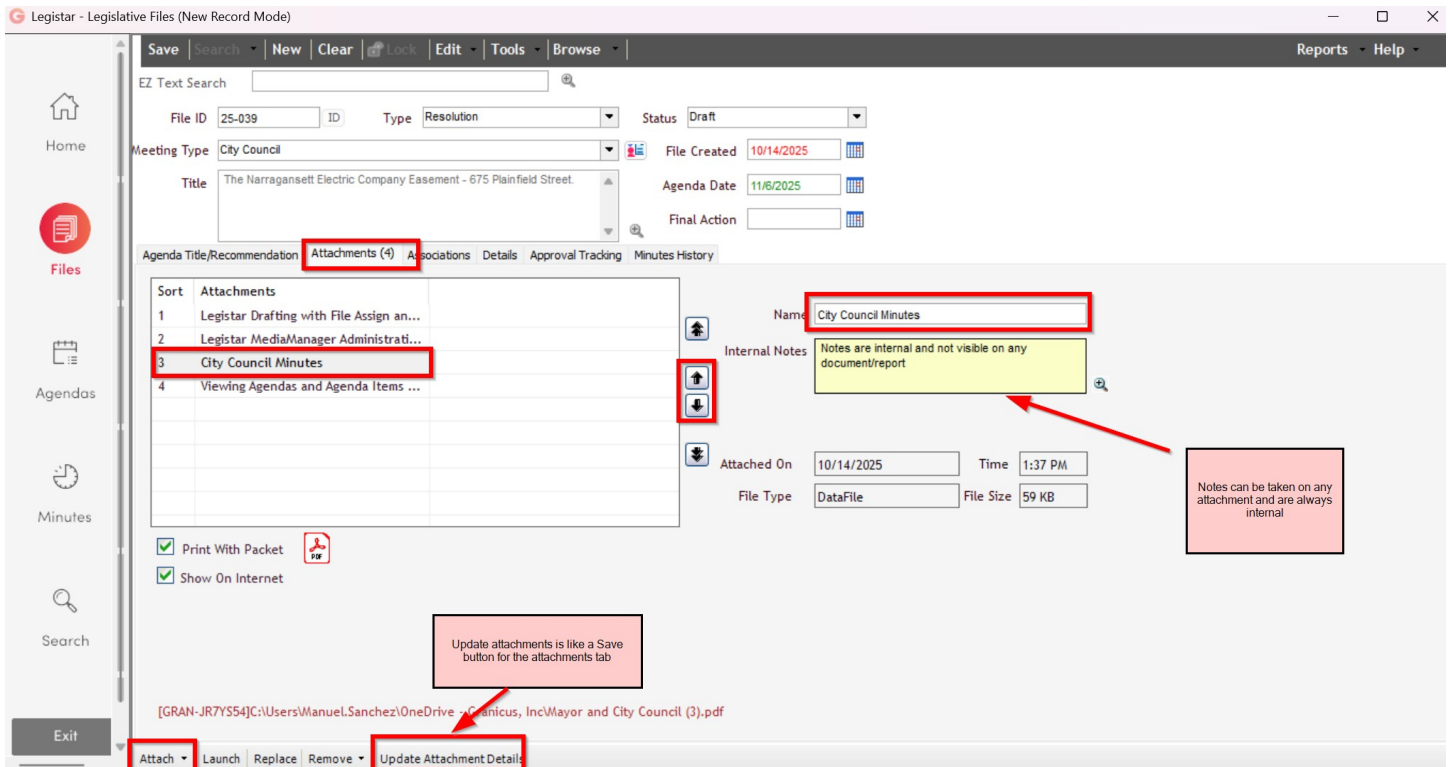 Legistar - Legislative Files (New Record Mode)
Save Search New Clear Lock Edit Tools Browse Reports Help
EZ Text Search
File ID 25-039 ID Type Resolution Status Draft
Meeting Type City Council File Created 10/14/2025
Title The Narragansett Electric Company Easement - 675 Plainfield Street. Agenda Date 11/6/2025
Final Action
Home
Files
Agendas
Minutes
Search
Exit
Agenda Title/Recommendation Attachments (4) Associations Details Approval Tracking Minutes History
Sort Attachments
1 Legistar Drafting with File Assign an...
2 Legistar MediaManager Administrati...
3 City Council Minutes
4 Viewing Agendas and Agenda Items ...
Name City Council Minutes
Internal Notes Notes are internal and not visible on any
document/report
Attached On 10/14/2025 Time 1:37 PM
File Type DataFile File Size 59 KB
Notes can be taken on any
attachment and are always
internal
Print With Packet PDF
Show On Internet
Update attachments is like a Save
button for the attachments tab
[GRAN-JR7YS54]C:\Users\Manuel.Sanchez\OneDrive - Granicus, Inc\Mayor and City Council (3).pdf
Attach Launch Replace Remove Update Attachment Details